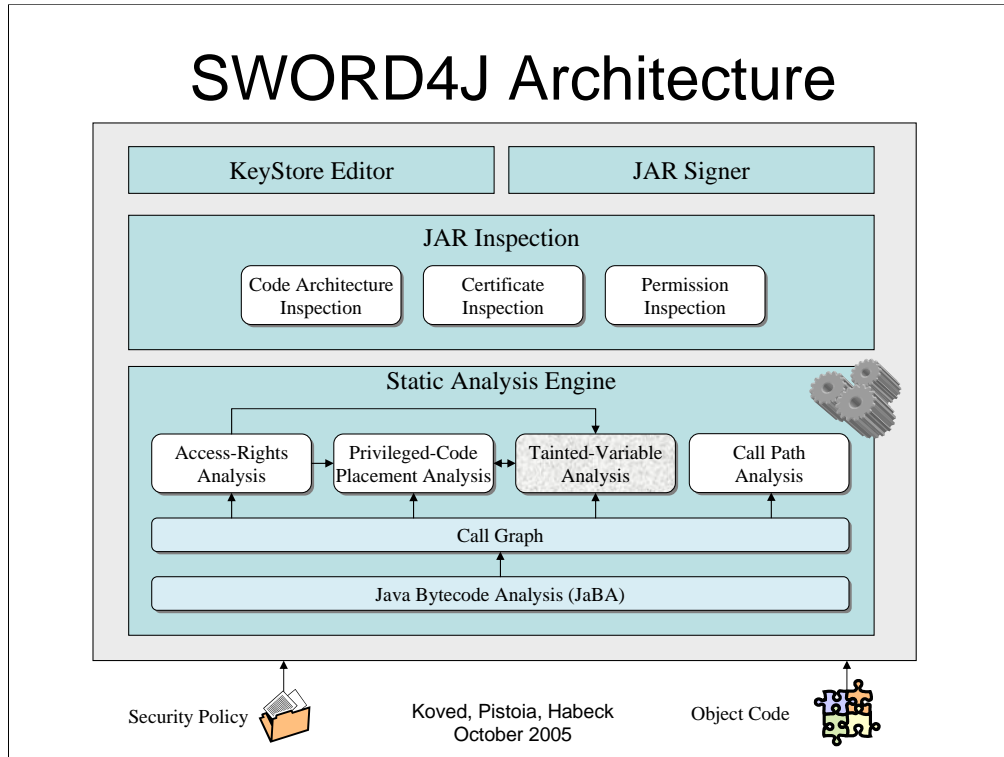 SWORD4J Architecture
KeyStore Editor
JAR Signer
JAR Inspection
Code Architecture
Inspection
Certificate
Inspection
Permission
Inspection
Static Analysis Engine
Access-Rights
Analysis
Privileged-Code
Placement Analysis
Tainted-Variable
Analysis
Call Path
Analysis
Call Graph
Java Bytecode Analysis (JaBA)
Security Policy
Koved, Pistoia, Habeck
October 2005
Object Code